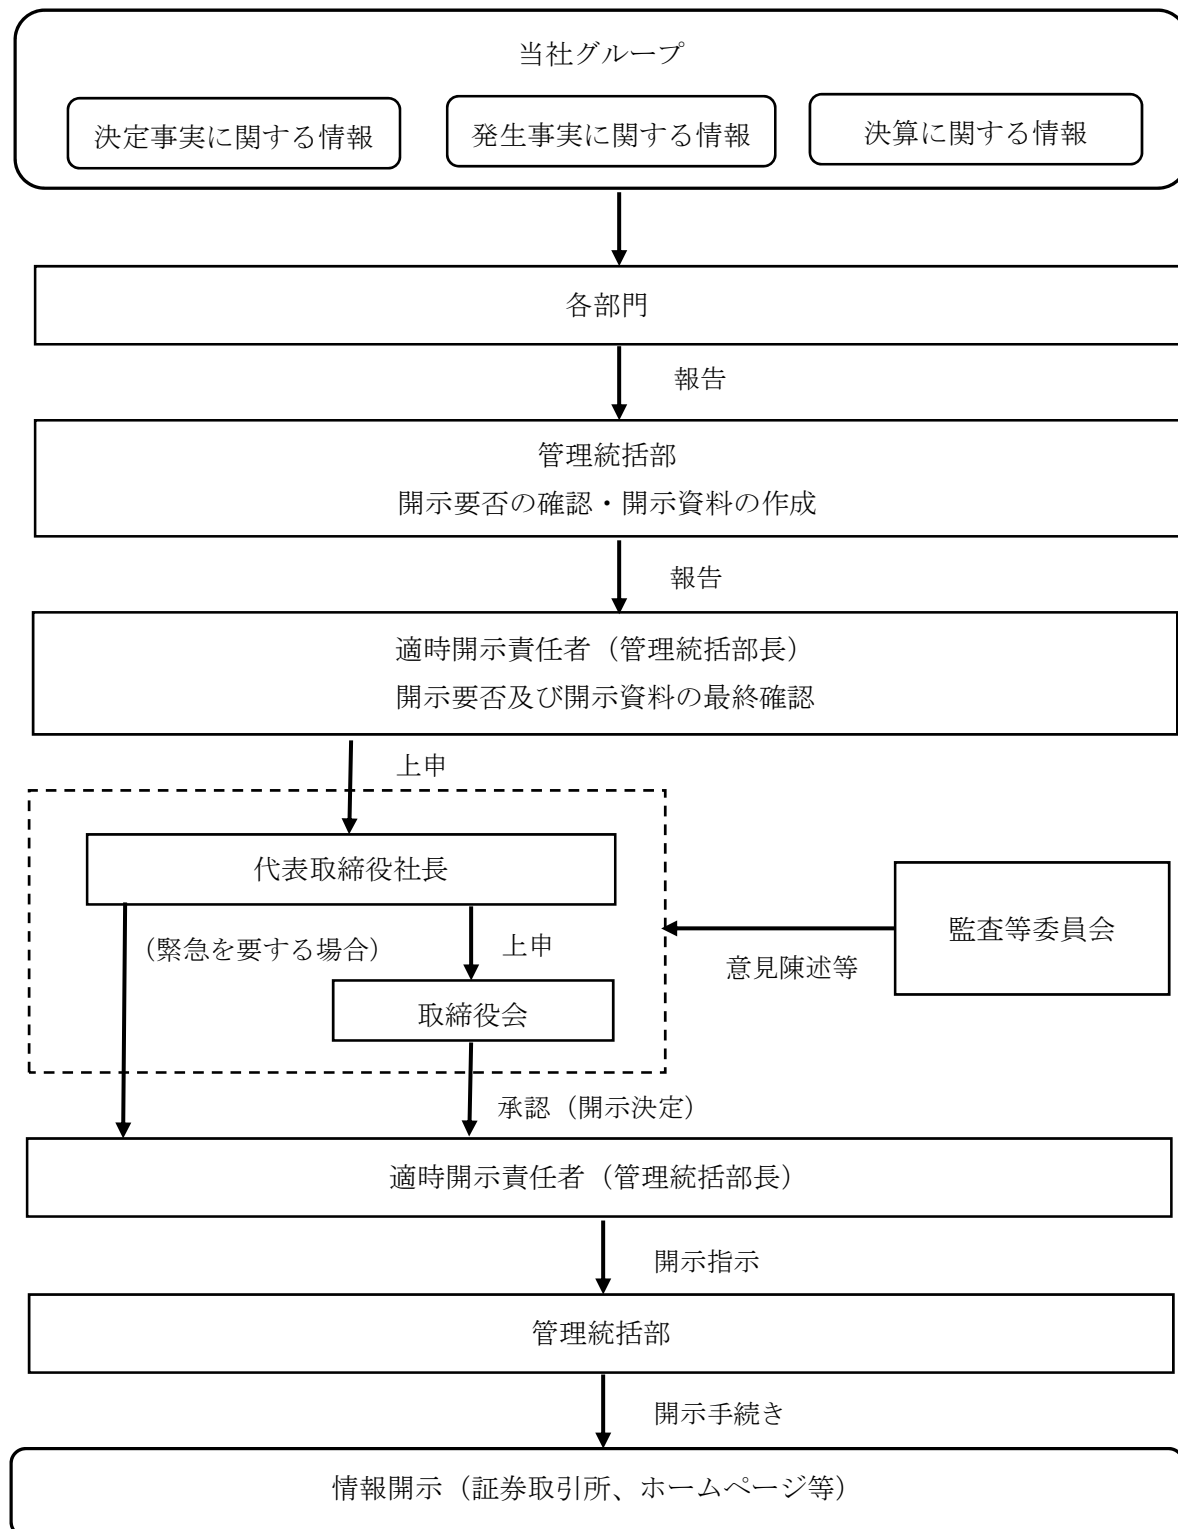 当社グループ
決定事実に関する情報
発生事実に関する情報
決算に関する情報
各部門
報告
管理統括部
開示要否の確認・開示資料の作成
報告
適時開示責任者（管理統括部長）
開示要否及び開示資料の最終確認
上申
代表取締役社長
監査等委員会
（緊急を要する場合）
上申
意見陳述等
取締役会
承認（開示決定）
適時開示責任者（管理統括部長）
開示指示
管理統括部
開示手続き
情報開示（証券取引所、ホームページ等）